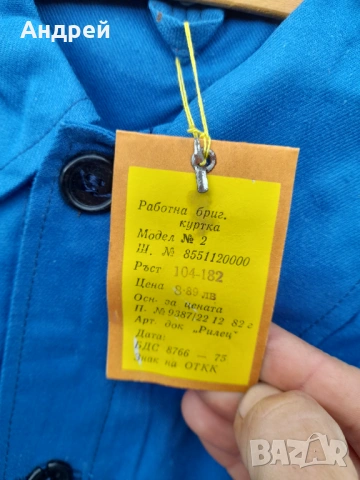 Андрей
Работна бриг.
куртка
Модел № 2
Ш. № 8551120000
Ръст 104-182
Цена 8·89 лв
Осн. за цената
П. № 9387/22 12 82 г
Арт. док „Рилец"
Дата:
БДС 8766 — 75
Знак на ОТКК
BAZAR